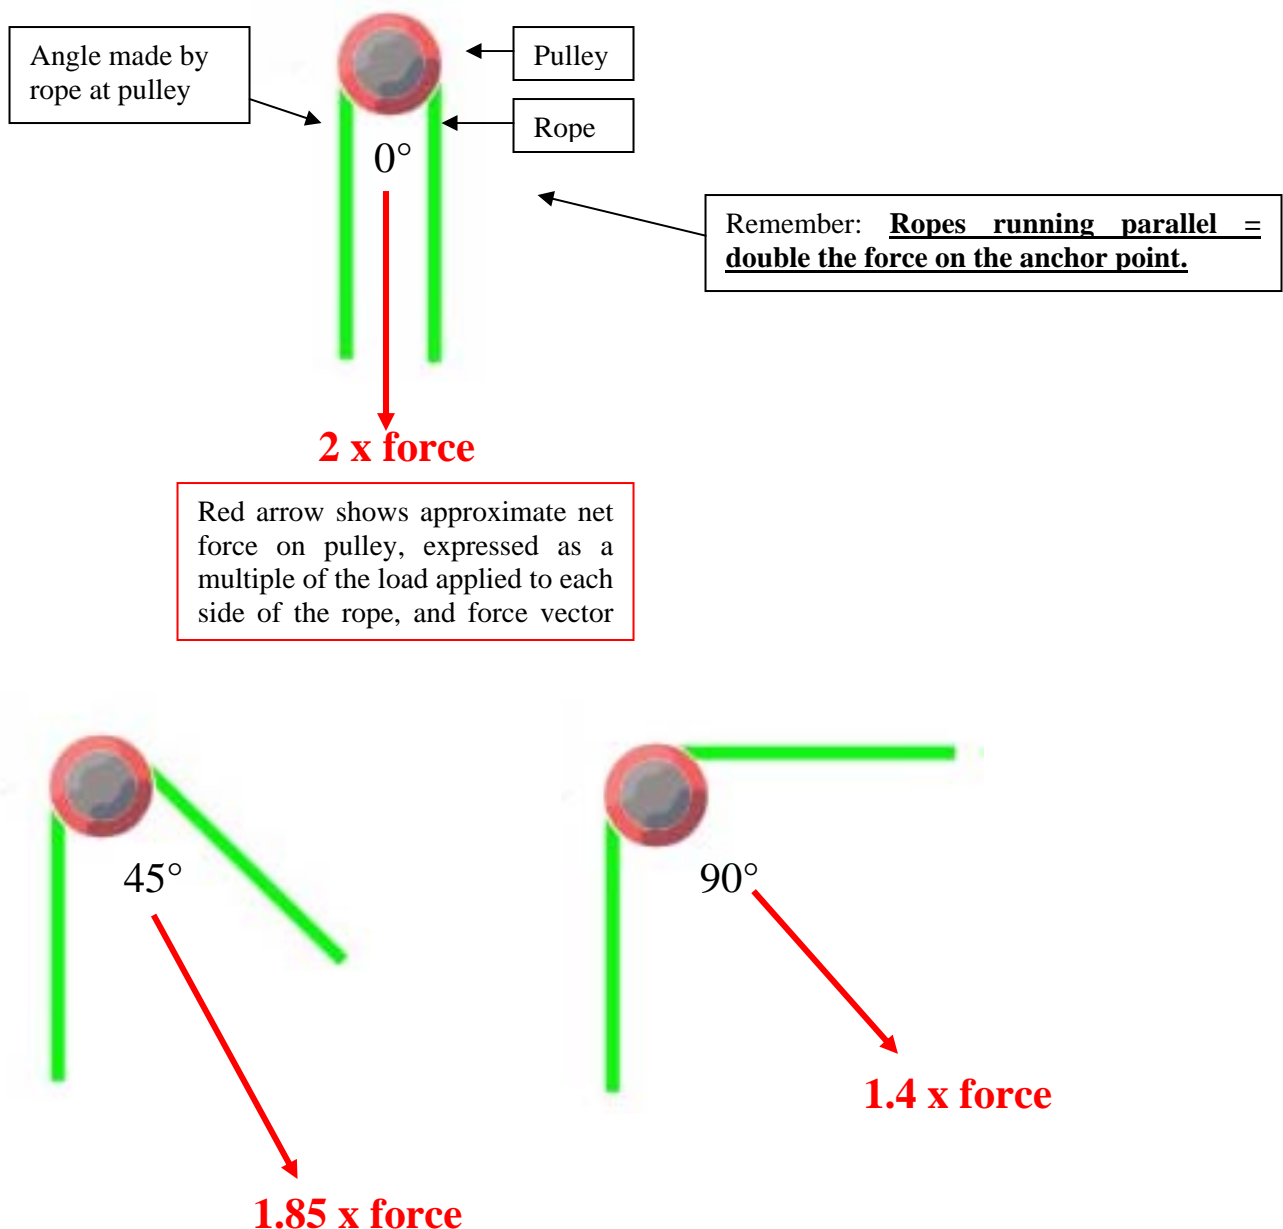 Angle made by
rope at pulley
Pulley
Rope
0°
Remember: Ropes running parallel =
double the force on the anchor point.
2 x force
Red arrow shows approximate net
force on pulley, expressed as a
multiple of the load applied to each
side of the rope, and force vector
45°
90°
1.4 x force
1.85 x force